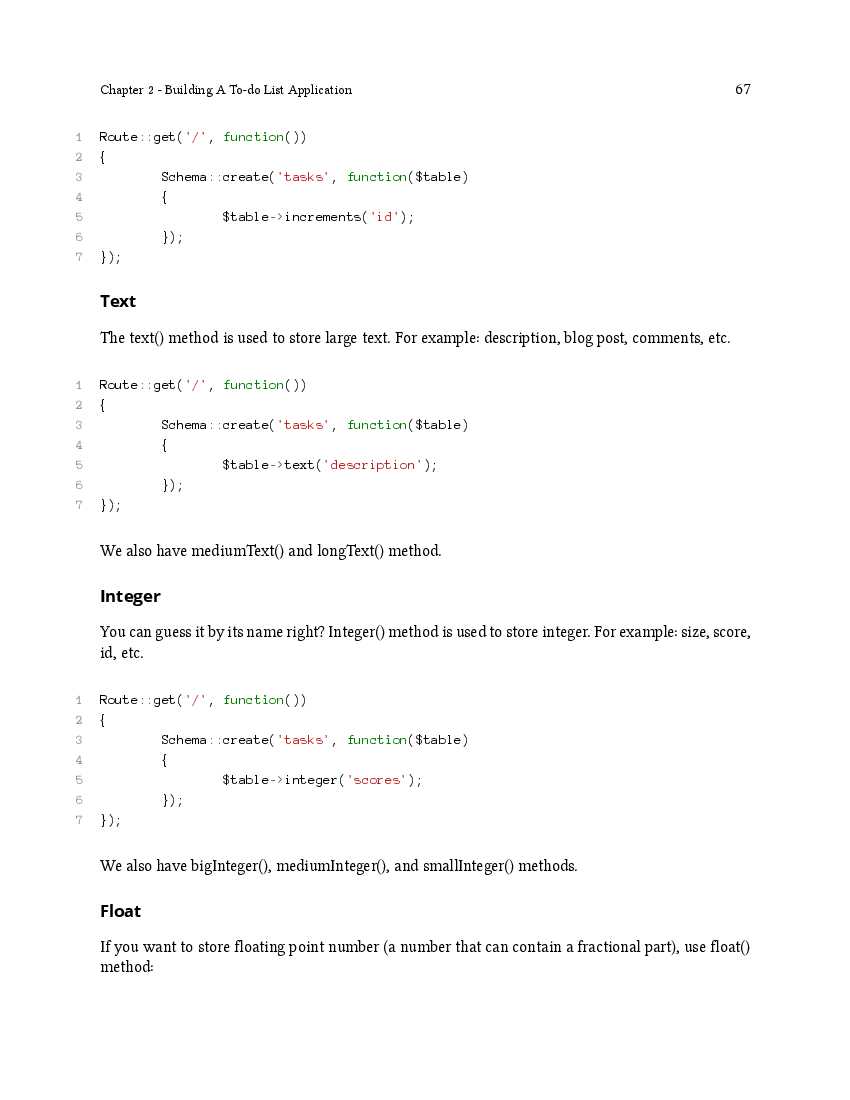 Chapter 2 - Building A To-do List Application 67
1 Route::get('/', function())
2 {
3 Schema::create('tasks', function($table)
4 {
5 $table->increments('id');
6 });
7 });
Text
The text() method is used to store large text. For example: description, blog post, comments, etc.
1 Route::get('/', function())
2 {
3 Schema::create('tasks', function($table)
4 {
5 $table->text('description');
6 });
7 });
We also have mediumText() and longText() method.
Integer
You can guess it by its name right? Integer() method is used to store integer. For example: size, score,
id, etc.
1 Route::get('/', function())
2 {
3 Schema::create('tasks', function($table)
4 {
5 $table->integer('scores');
6 });
7 });
We also have bigInteger(), mediumInteger(), and smallInteger() methods.
Float
If you want to store floating point number (a number that can contain a fractional part), use float()
method: